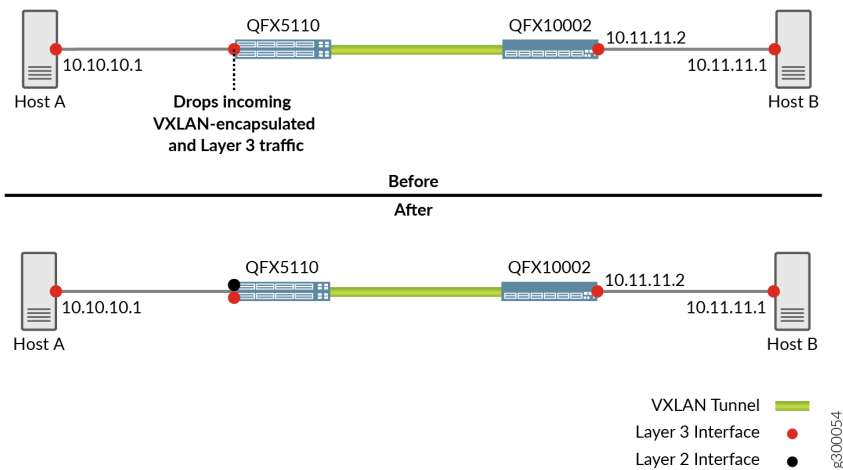 QFX5110
QFX10002
10.11.11.2
10.10.10.1
10.11.11.1
Host A
Host B
Drops incoming
VXLAN-encapsulated
and Layer 3 traffic
Before
After
QFX5110
QFX10002
10.11.11.2
10.10.10.1
10.11.11.1
Host A
Host B
VXLAN Tunnel
Layer 3 Interface
Layer 2 Interface
g300054